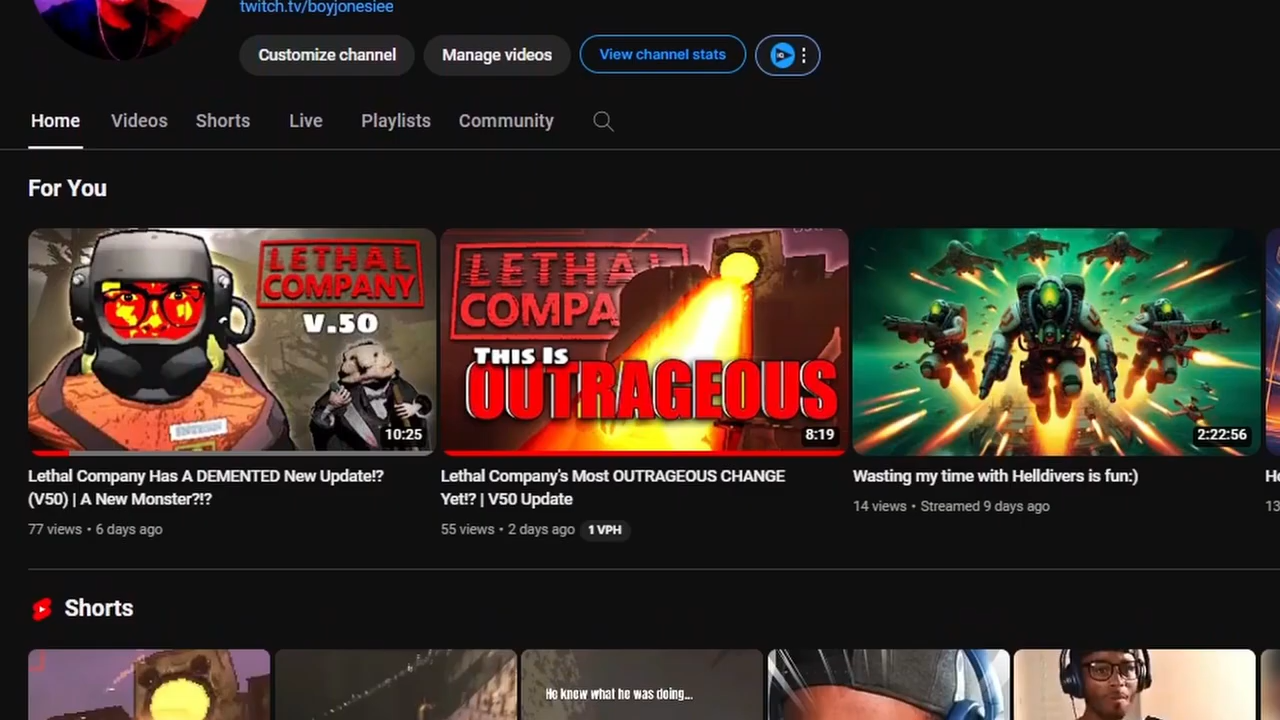 twitch.tv/boyjonesiee
Customize channel
Manage videos
View channel stats
Home
Videos
Shorts
Live
Playlists
Community
For You
LETHAL
COMPANY
V.50
10:25
LETHAL
COMPA
THIS IS
OUTRAGEOUS
8:19
2:22:56
Lethal Company Has A DEMENTED New Update!?
(V50) | A New Monster?!?
77 views • 6 days ago
Lethal Company's Most OUTRAGEOUS CHANGE
Yet!? | V50 Update
55 views • 2 days ago 1 VPH
Wasting my time with Helldivers is fun:)
14 views • Streamed 9 days ago
Shorts
He knew what he was doing...